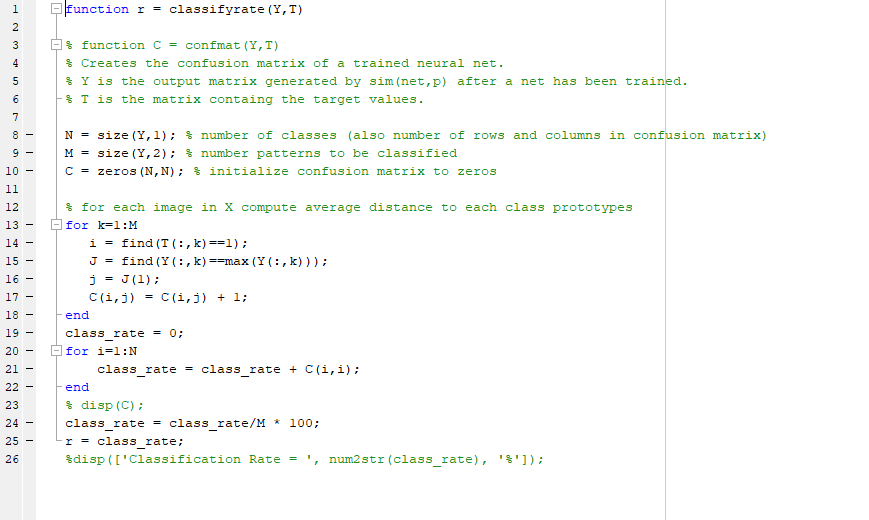 1 function r = classifyrate(Y,T)
2
3 % function C = confmat(Y,T)
4 % Creates the confusion matrix of a trained neural net.
5 % Y is the output matrix generated by sim(net,p) after a net has been trained.
6 % T is the matrix containg the target values.
7
8 – N = size(Y,1); % number of classes (also number of rows and columns in confusion matrix)
9 – M = size(Y,2); % number patterns to be classified
10 – C = zeros(N,N); % initialize confusion matrix to zeros
11
12 % for each image in X compute average distance to each class prototypes
13 – for k=1:M
14 – i = find(T(:,k)==1);
15 – J = find(Y(:,k)==max(Y(:,k)));
16 – j = J(1);
17 – C(i,j) = C(i,j) + 1;
18 – end
19 – class_rate = 0;
20 – for i=1:N
21 – class_rate = class_rate + C(i,i);
22 – end
23 % disp(C);
24 – class_rate = class_rate/M * 100;
25 – r = class_rate;
26 %disp(['Classification Rate = ', num2str(class_rate), '%']);